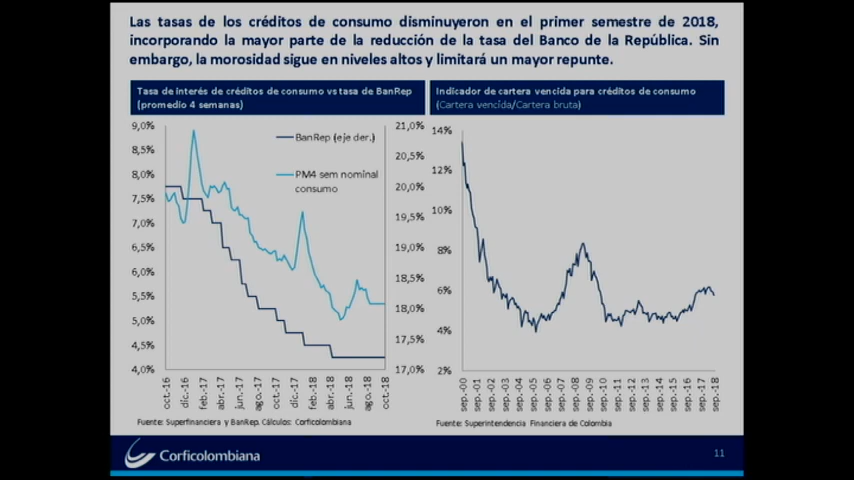 Las tasas de los créditos de consumo disminuyeron en el primer semestre de 2018,
incorporando la mayor parte de la reducción de la tasa del Banco de la República. Sin
embargo, la morosidad sigue en niveles altos y limitará un mayor repunte.
Tasa de interés de créditos de consumo vs tasa de BanRep
(promedio 4 semanas)
9,0%
8,5%
8,0%
7,5%
7,0%
6,5%
6,0%
5,5%
5,0%
4,5%
4,0%
BanRep (eje der.)
PM4 sem nominal
consumo
21,0%
20,5%
20,0%
19,5%
19,0%
18,5%
18,0%
17,5%
17,0%
oct.-16
dic.-16
feb.-17
abr.-17
jun.-17
ago.-17
oct.-17
dic.-17
feb.-18
abr.-18
jun.-18
ago.-18
oct.-18
Fuente: Superfinanciera y BanRep. Cálculos: Corficolombiana
Indicador de cartera vencida para créditos de consumo
(Cartera vencida/Cartera bruta)
14%
12%
10%
8%
6%
4%
2%
sep.-00
sep.-01
sep.-02
sep.-03
sep.-04
sep.-05
sep.-06
sep.-07
sep.-08
sep.-09
sep.-10
sep.-11
sep.-12
sep.-13
sep.-14
sep.-15
sep.-16
sep.-17
sep.-18
Fuente: Superintendencia Financiera de Colombia
Corficolombiana
11